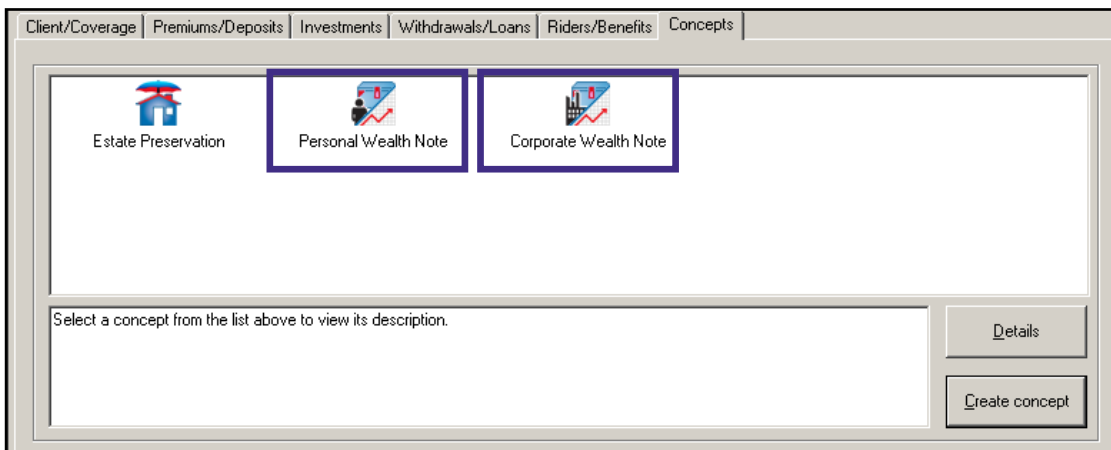 Client/Coverage Premiums/Deposits Investments Withdrawals/Loans Riders/Benefits Concepts
Estate Preservation Personal Wealth Note Corporate Wealth Note
Select a concept from the list above to view its description.
Details
Create concept